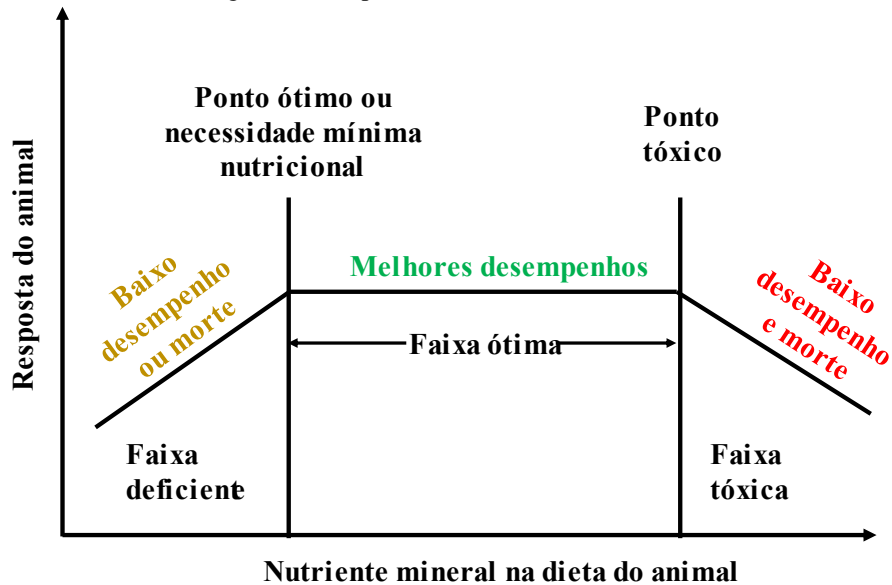 Ponto ótimo ou
necessidade mínima
nutricional
Ponto
tóxico
Resposta do animal
Baixo
desempenho
ou morte
Melhores desempenhos
Baixo
desempenho
e morte
Faixa ótima
Faixa
deficiente
Faixa
tóxica
Nutriente mineral na dieta do animal